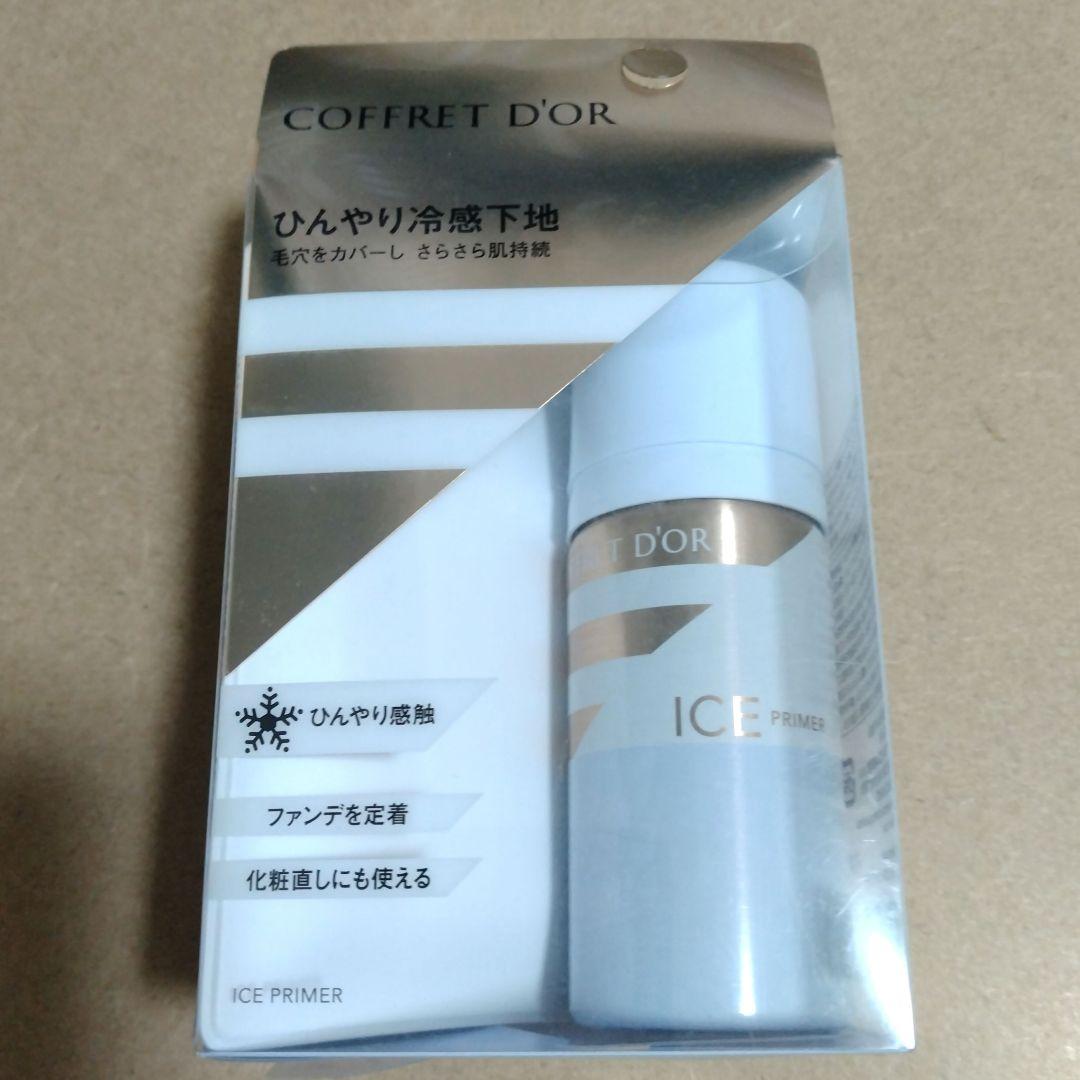 COFFRET D'OR
ひんやり冷感下地
毛穴をカバーし さらさら肌持続
D'OR
ICE PRIMER
ひんやり感触
ファンデを定着
化粧直しにも使える
ICE PRIMER